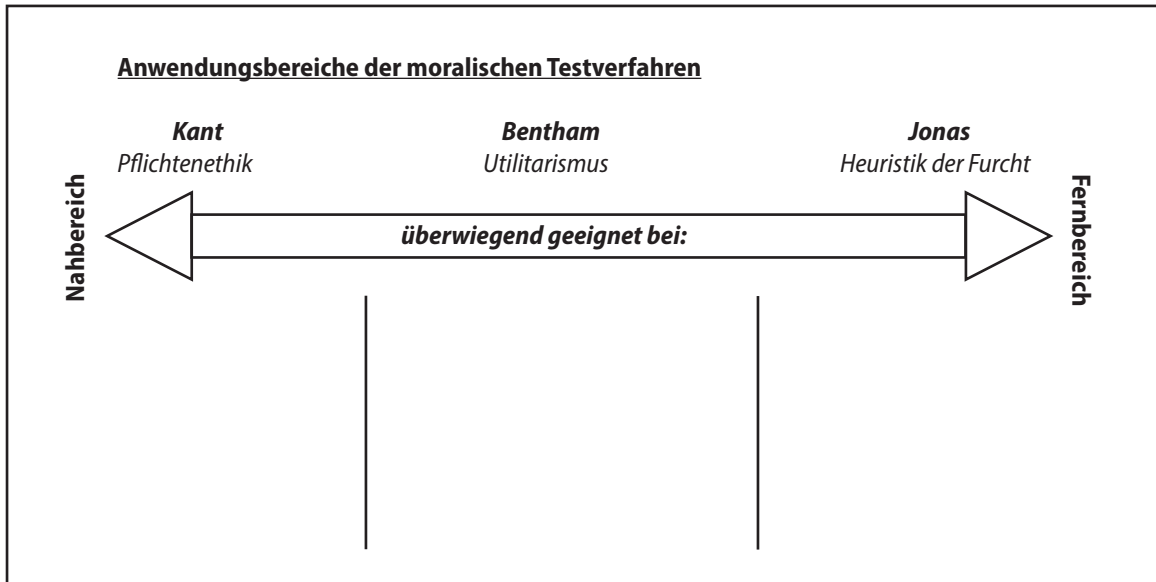 Anwendungsbereiche der moralischen Testverfahren
Kant
Pflichtenethik
Bentham
Utilitarismus
Jonas
Heuristik der Furcht
Nahbereich
überwiegend geeignet bei:
Fernbereich